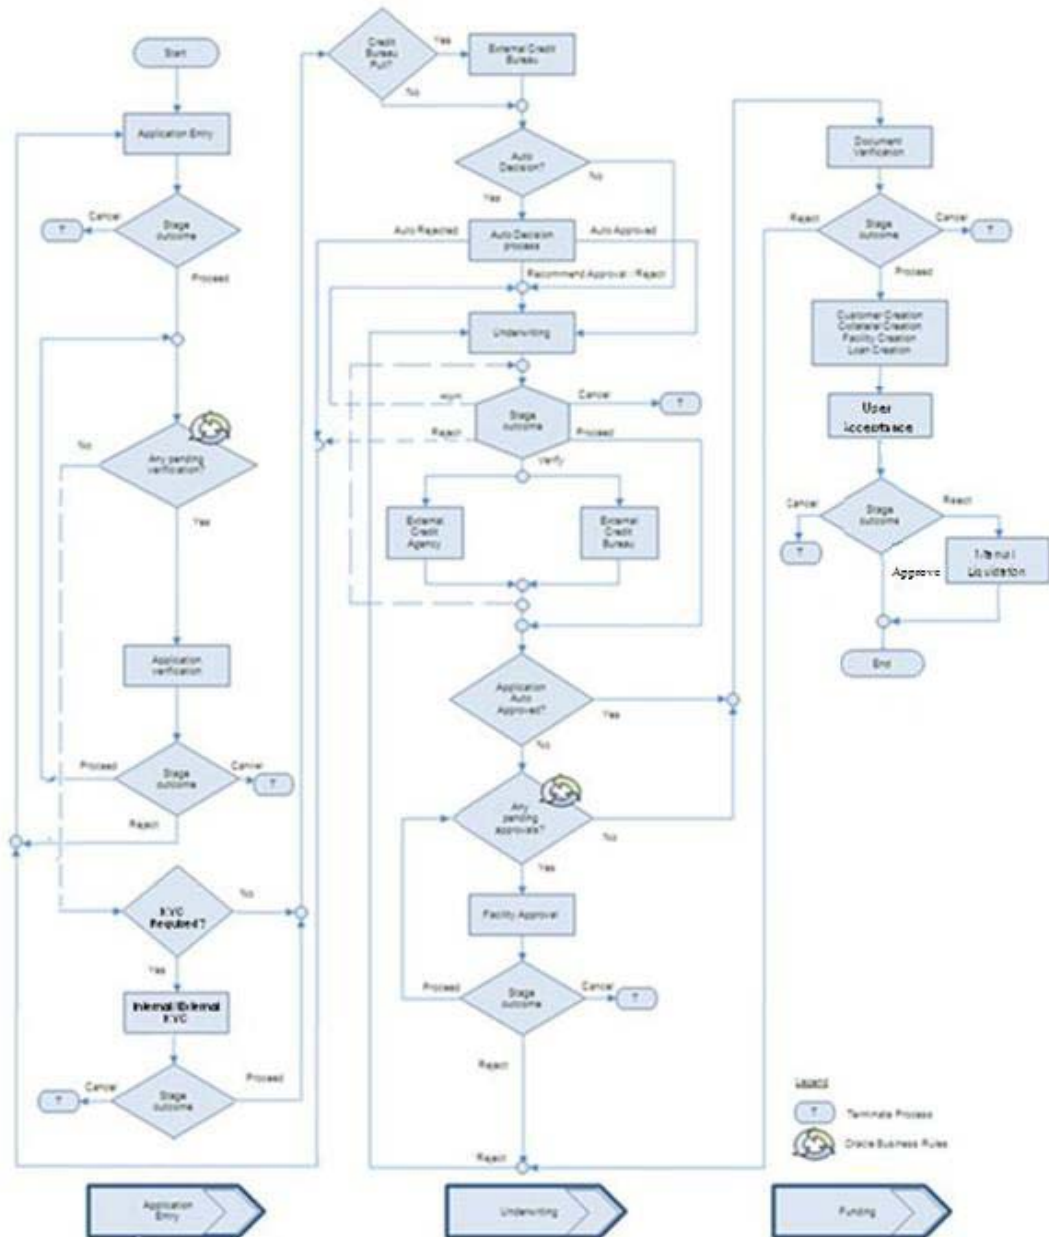 Start
Application Entry
Cancel
T
Stage
outcome
Proceed
No
Any pending
verification?
Yes
Application
verification
Proceed
Stage
outcome
Cancel
T
Reject
KYC
Required?
No
Yes
Internal/External
KYC
Cancel
T
Stage
outcome
Proceed
Application
Entry
Credit
Bureau
Pull?
Yes
External Credit
Bureau
No
Auto
Decision?
No
Yes
Auto Rejected
Auto Decision
process
Auto Approved
Recommend Approval / Reject
Underwriting
Cancel
T
Stage
outcome
Reject
Proceed
Verify
External
Credit
Agency
External
Credit
Bureau
Application
Auto
Approved?
Yes
No
Any
pending
approvals?
No
Yes
Facility Approval
Proceed
Stage
outcome
Cancel
T
Reject
Reject
Underwriting
Document
Verification
Reject
Stage
outcome
Cancel
T
Proceed
Customer Creation
Collateral Creation
Facility Creation
Loan Creation
User
Acceptance
Cancel
T
Stage
outcome
Reject
Approve
Manual
Liquidation
End
Legend
T
Terminate Process
Oracle Business Rules
Funding